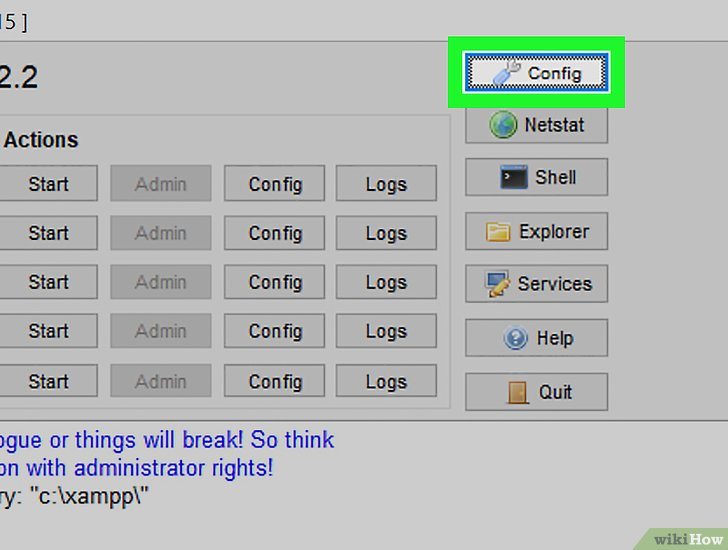 15 ]
2.2
Config
Actions
Netstat
Start Admin Config Logs
Shell
Start Admin Config Logs
Explorer
Start Admin Config Logs
Services
Start Admin Config Logs
Help
Start Admin Config Logs
Quit
ogue or things will break! So think
on with administrator rights!
ry: "c:\xampp\"
wikiHow